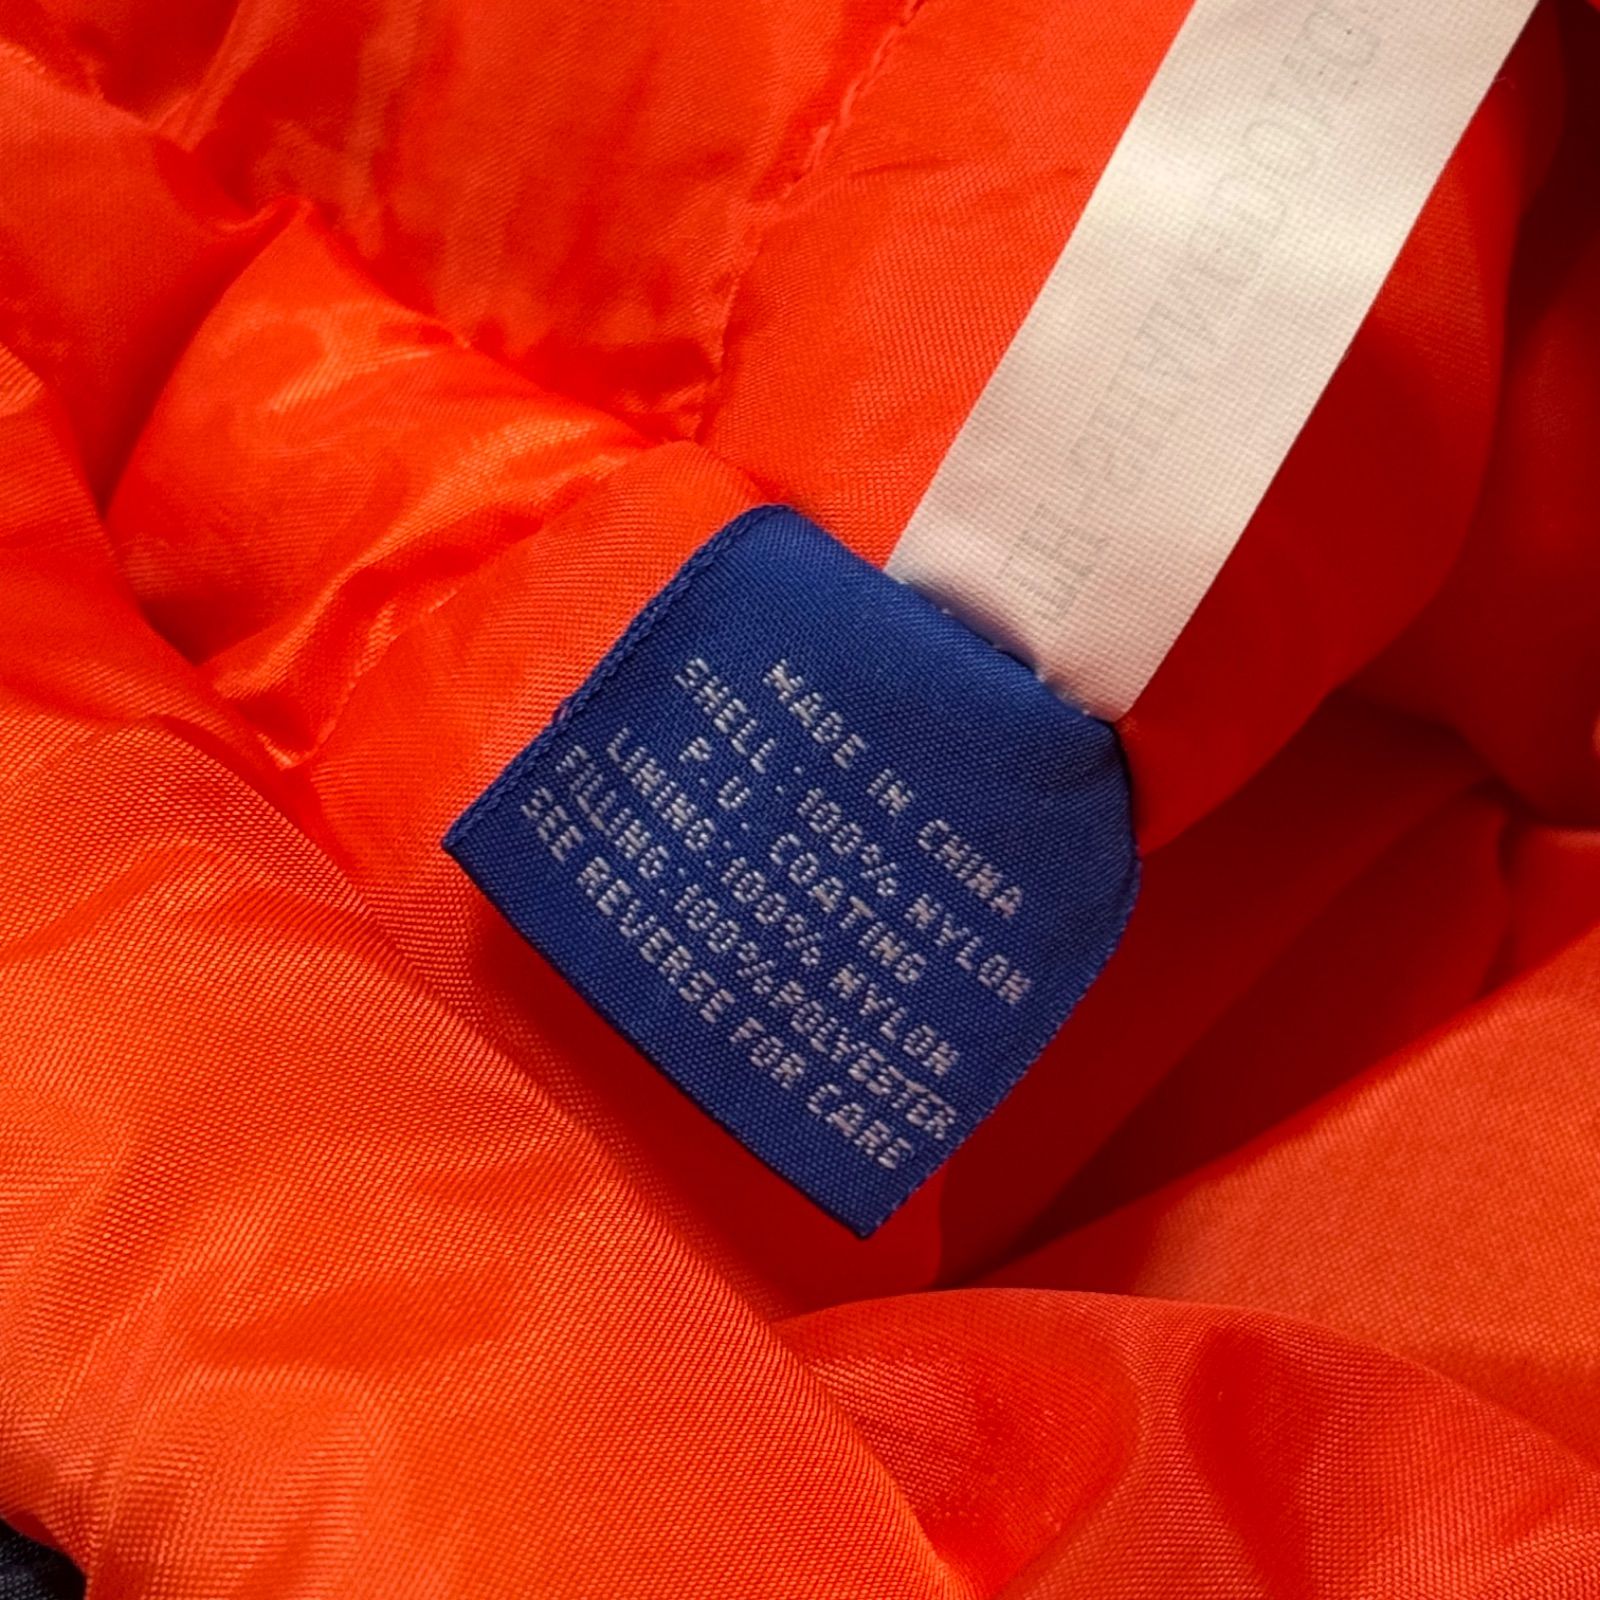 MADE IN CHINA
SHELL: 100% NYLON
P.U. COATING
LINING: 100% NYLON
FILLING: 100% POLYESTER
SEE REVERSE FOR CARE